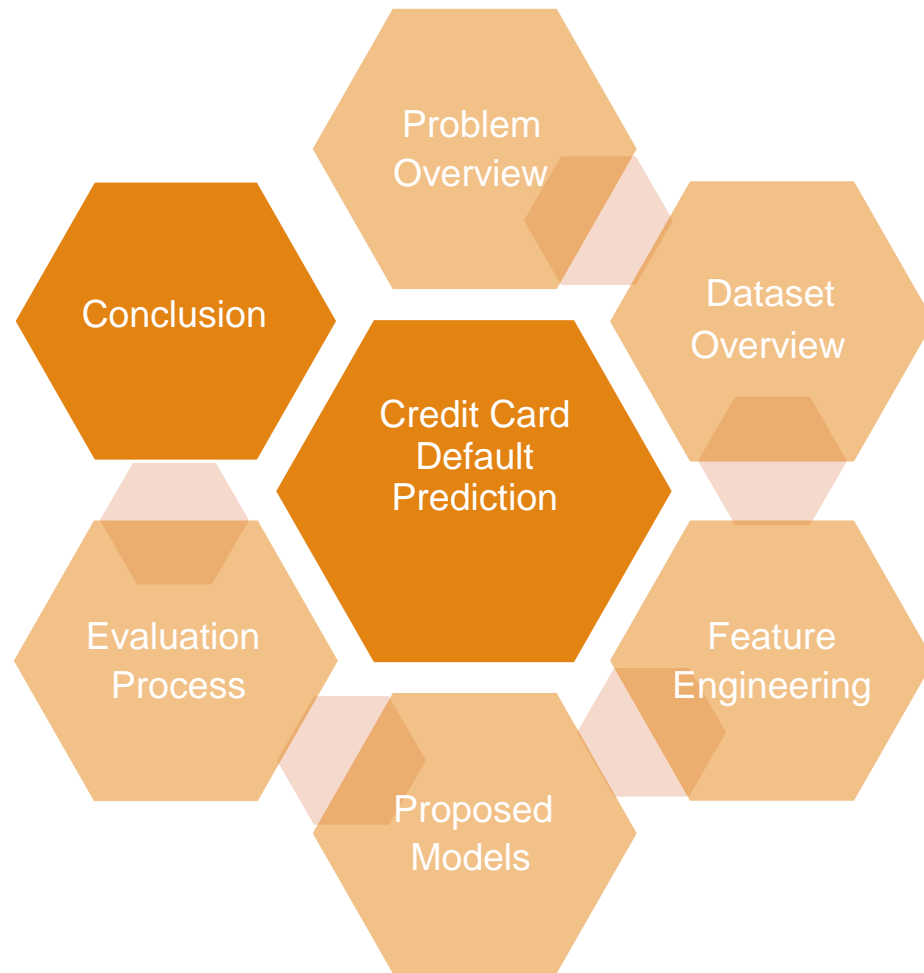 Problem
Overview
Dataset
Overview
Feature
Engineering
Proposed
Models
Evaluation
Process
Conclusion
Credit Card
Default
Prediction